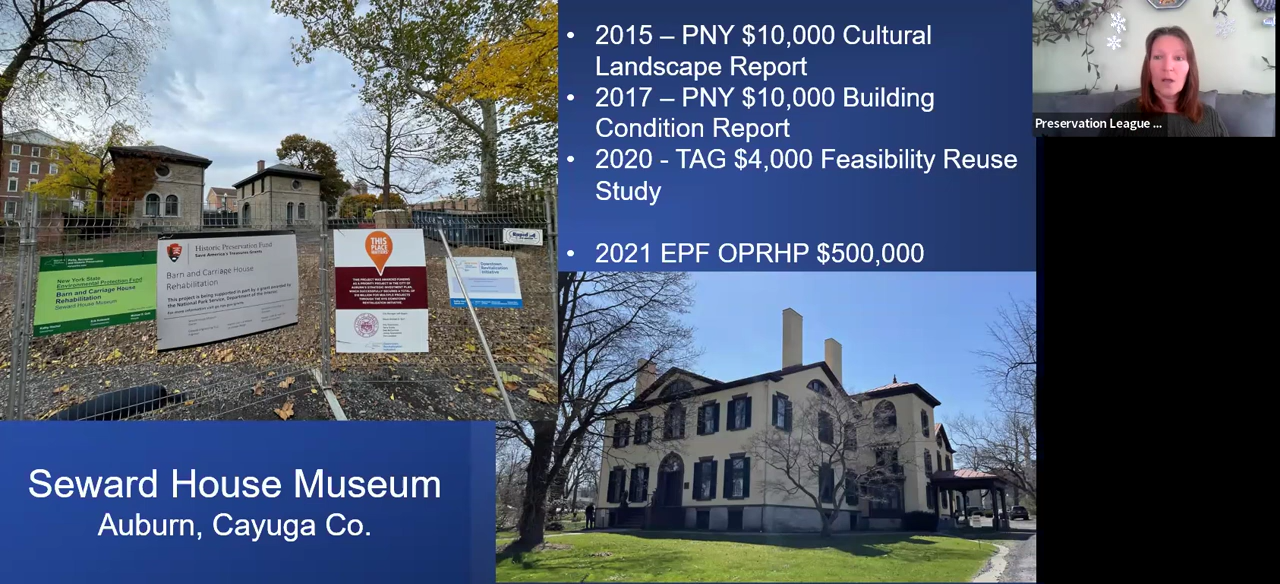 • 2015 – PNY $10,000 Cultural
Landscape Report
• 2017 – PNY $10,000 Building
Condition Report
• 2020 - TAG $4,000 Feasibility Reuse
Study
• 2021 EPF OPRHP $500,000
Preservation League ...
New York State
Environmental Protection Fund
Barn and Carriage House
Rehabilitation
Seward House Museum
Historic Preservation Fund
Save America's Treasures Grants
Barn and Carriage House
Rehabilitation
This project is being supported in part by a grant awarded by
the National Park Service, Department of the Interior.
THIS
PLACE
MATTERS
Downtown
Revitalization
Initiative
Seward House Museum
Auburn, Cayuga Co.